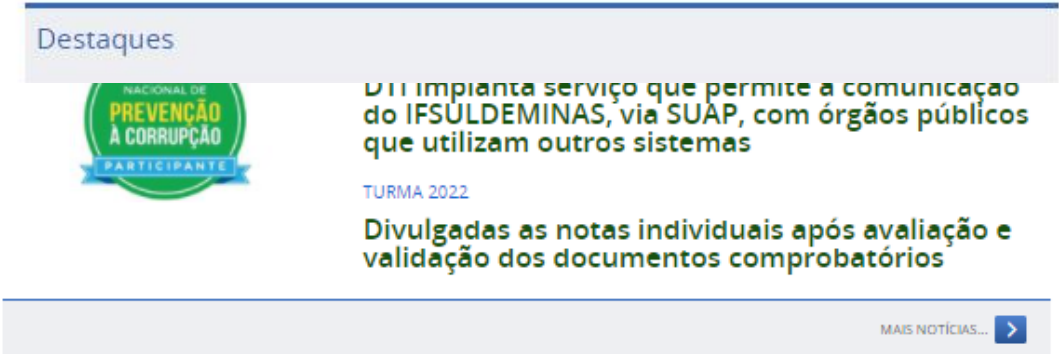 Destaques
NACIONAL DE
PREVENÇÃO
À CORRUPÇÃO
PARTICIPANTE
DTI implanta serviço que permite a comunicação
do IFSULDEMINAS, via SUAP, com órgãos públicos
que utilizam outros sistemas
TURMA 2022
Divulgadas as notas individuais após avaliação e
validação dos documentos comprobatórios
MAIS NOTÍCIAS...